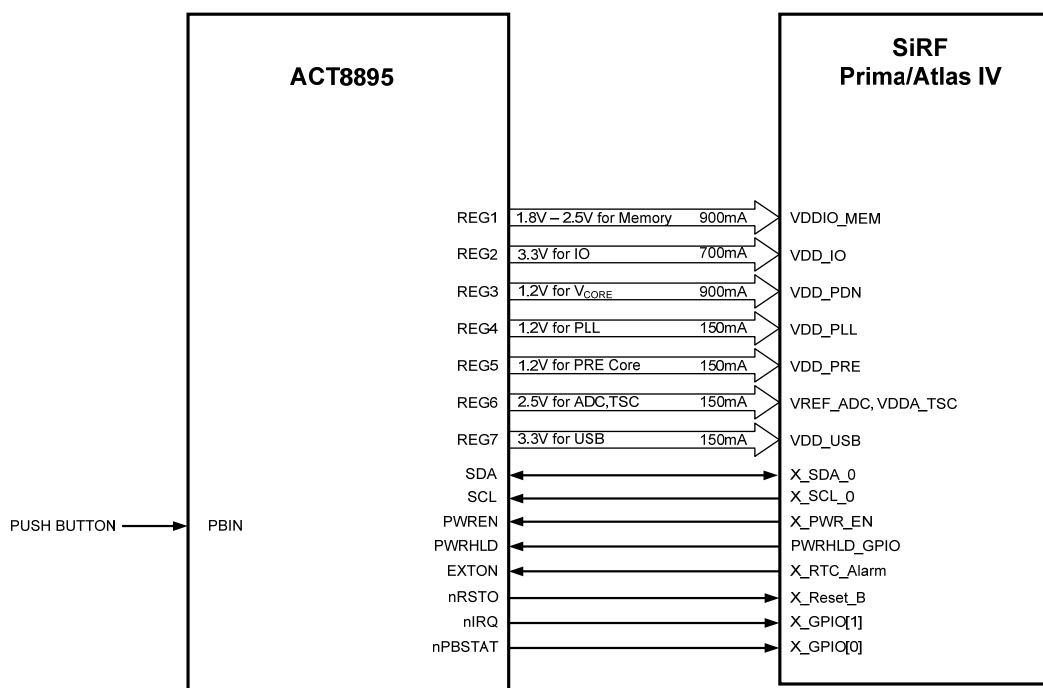 ACT8895
SiRF
Prima/Atlas IV
REG1 1.8V – 2.5V for Memory 900mA VDDIO_MEM
REG2 3.3V for IO 700mA VDD_IO
REG3 1.2V for VCORE 900mA VDD_PDN
REG4 1.2V for PLL 150mA VDD_PLL
REG5 1.2V for PRE Core 150mA VDD_PRE
REG6 2.5V for ADC,TSC 150mA VREF_ADC, VDDA_TSC
REG7 3.3V for USB 150mA VDD_USB
SDA X_SDA_0
SCL X_SCL_0
PUSH BUTTON PBIN PWREN X_PWR_EN
PWRHLD PWRHLD_GPIO
EXTON X_RTC_Alarm
nRSTO X_Reset_B
nIRQ X_GPIO[1]
nPBSTAT X_GPIO[0]